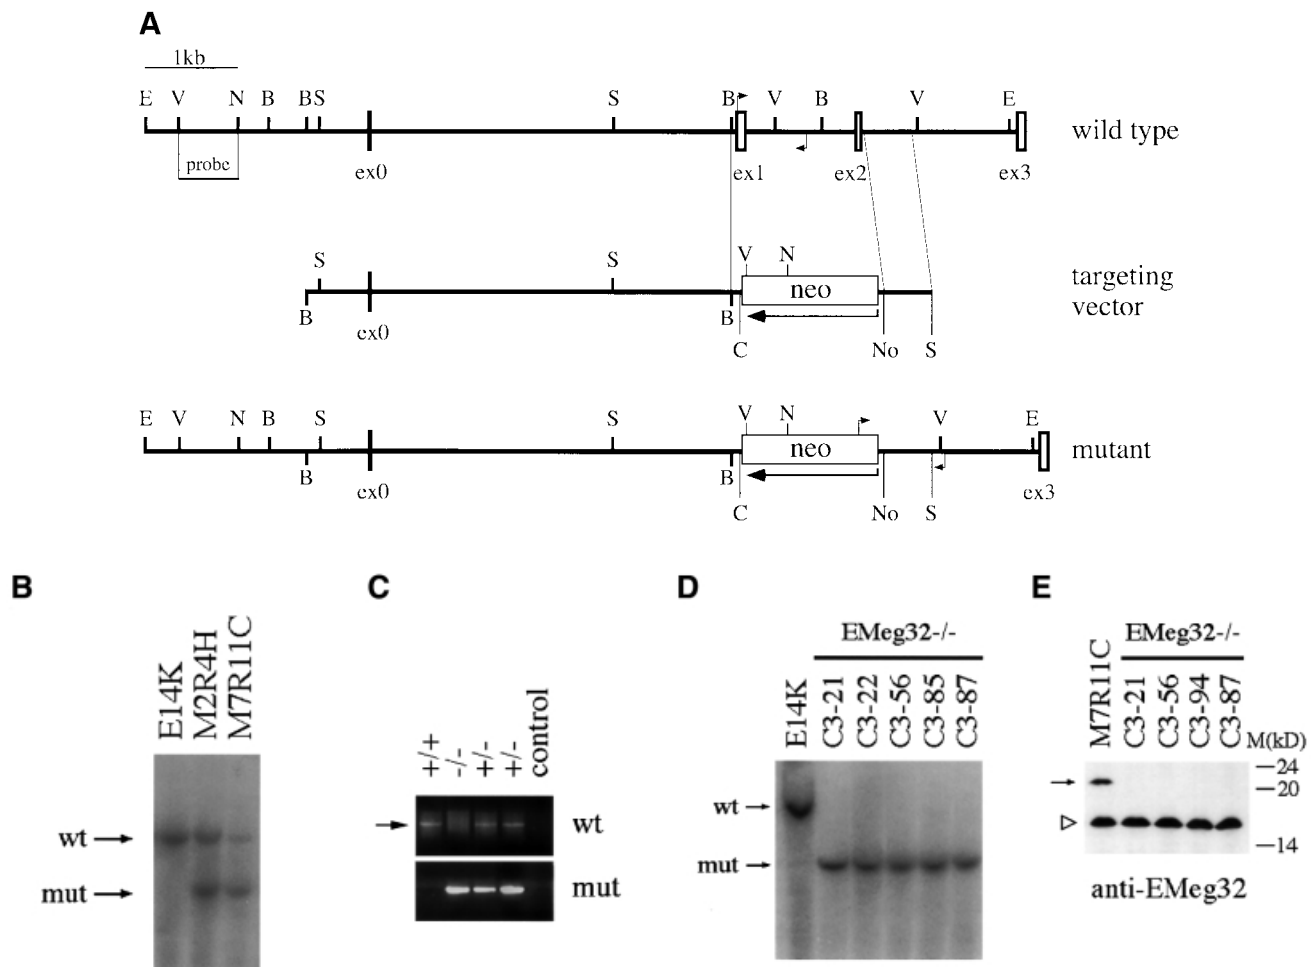 A
1kb
E V N B B S S B V B V E
wild type
probe
ex0 ex1 ex2 ex3
S S V N
neo
targeting
vector
B ex0 B
C No S
E V N B S S V N V E
neo
mutant
B ex0 B ex3
C No S
B
E14K M2R4H M7R11C
wt
mut
C
+/+ -/- +/- +/- control
wt
mut
D
EMeg32-/-
E14K C3-21 C3-22 C3-56 C3-85 C3-87
wt
mut
E
EMeg32-/-
M7R11C C3-21 C3-56 C3-94 C3-87 M(kD)
24
20
14
anti-EMeg32